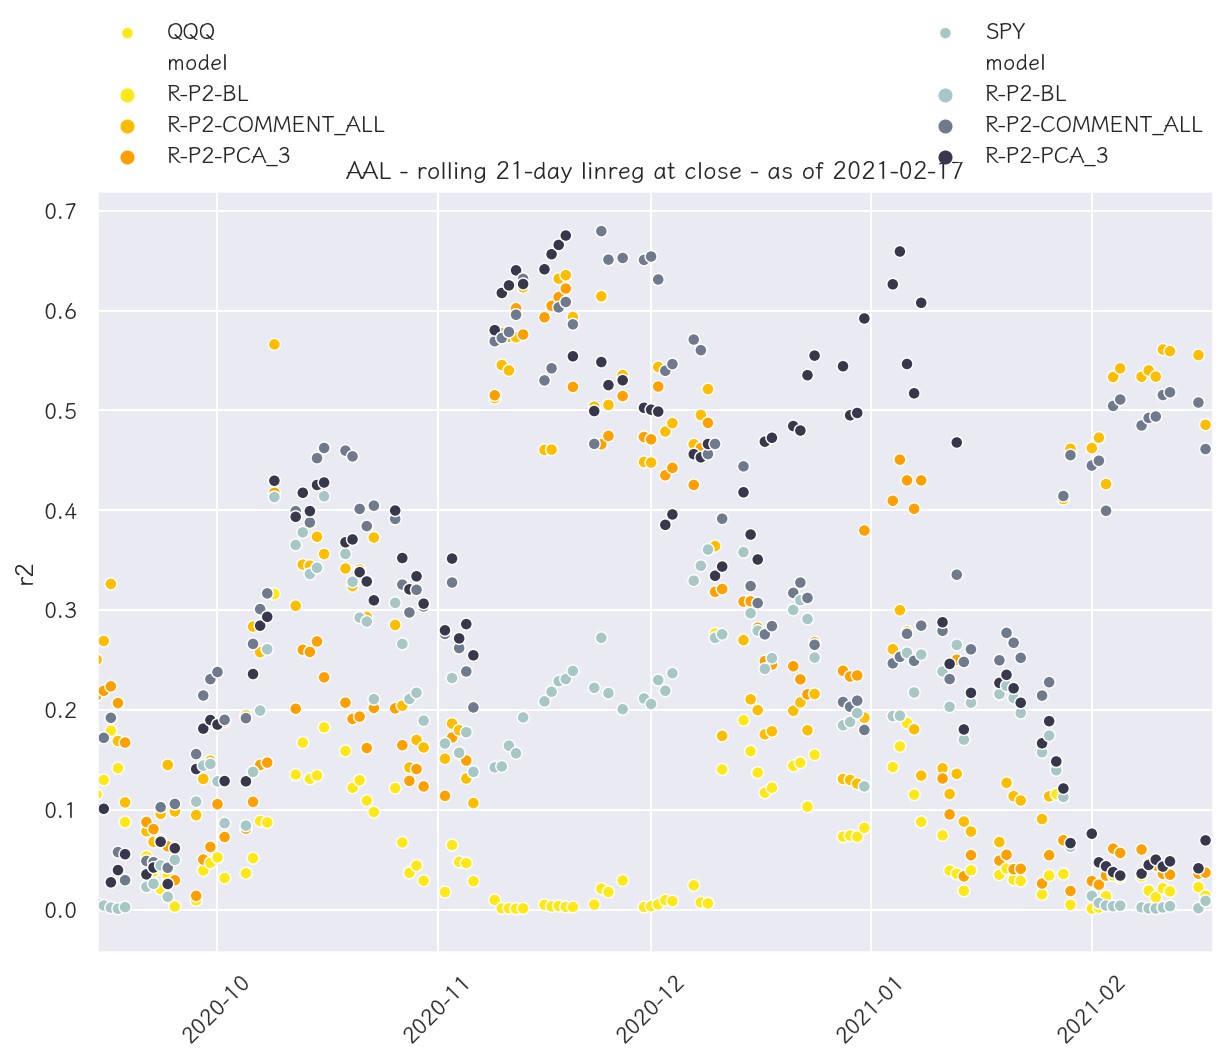 QQQ
model
R-P2-BL
R-P2-COMMENT_ALL
R-P2-PCA_3
SPY
model
R-P2-BL
R-P2-COMMENT_ALL
R-P2-PCA_3
AAL - rolling 21-day linreg at close - as of 2021-02-17
r2
0.7
0.6
0.5
0.4
0.3
0.2
0.1
0.0
2020-10
2020-11
2020-12
2021-01
2021-02